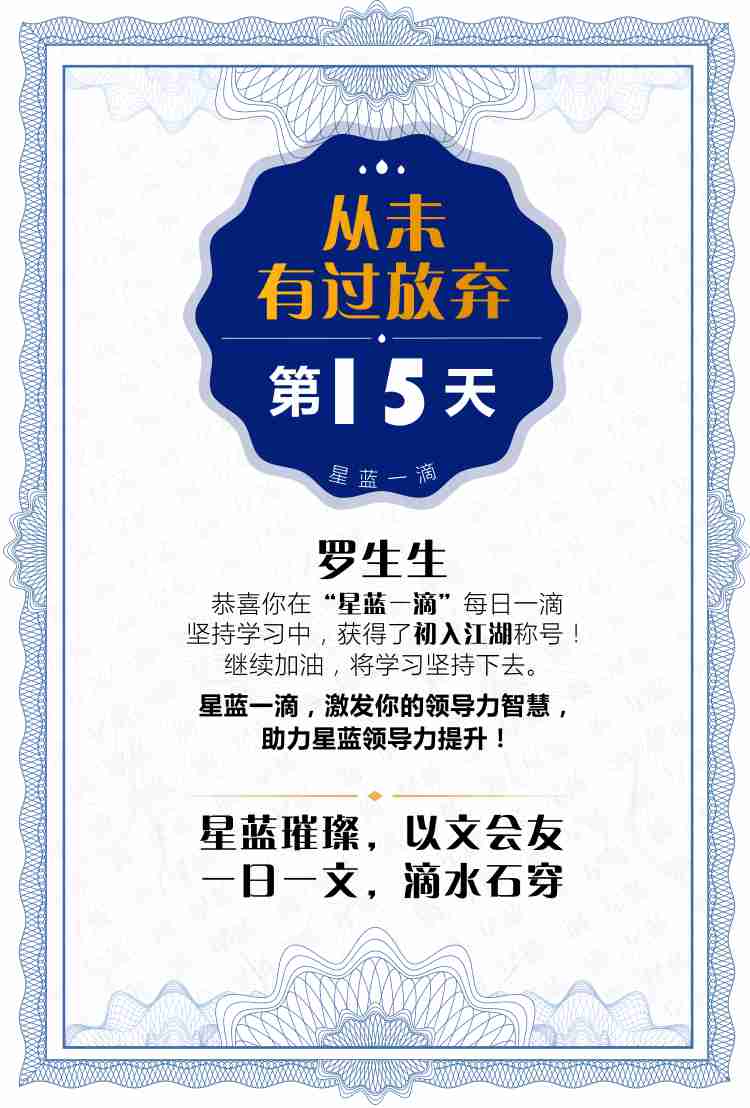 从未
有过放弃
第15天
星蓝一滴
罗生生
恭喜你在“星蓝一滴”每日一滴
坚持学习中，获得了初入江湖称号！
继续加油，将学习坚持下去。
星蓝一滴，激发你的领导力智慧，
助力星蓝领导力提升！
星蓝璀璨，以文会友
一日一文，滴水石穿